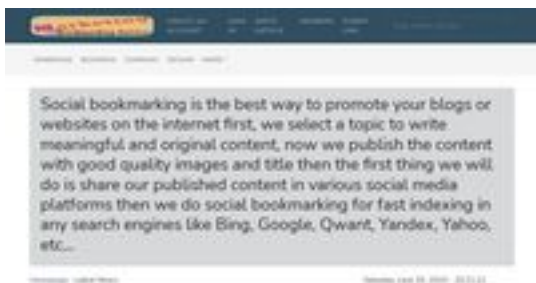 Social bookmarking is the best way to promote your blogs or
websites on the internet first, we select a topic to write
meaningful and original content, now we publish the content
with good quality images and title then the first thing we will
do is share our published content in various social media
platforms then we do social bookmarking for fast indexing in
any search engines like Bing, Google, Qwant, Yandex, Yahoo,
etc...